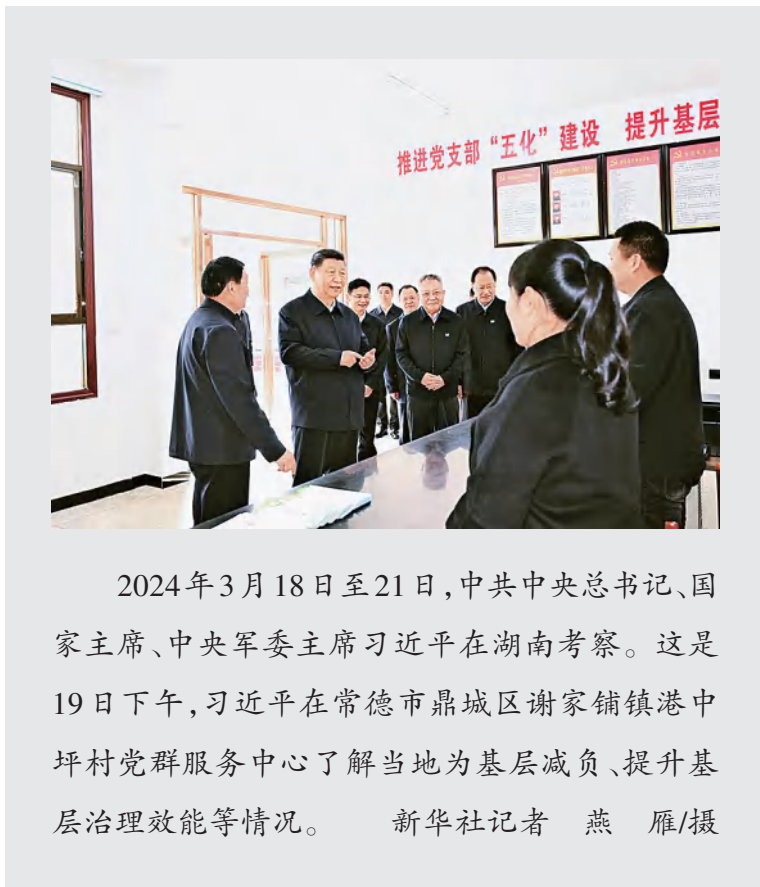 推进党支部“五化”建设 提升基层
2024年3月18日至21日,中共中央总书记、国
家主席、中央军委主席习近平在湖南考察。这是
19日下午,习近平在常德市鼎城区谢家铺镇港中
坪村党群服务中心了解当地为基层减负、提升基
层治理效能等情况。 新华社记者 燕 雁/摄